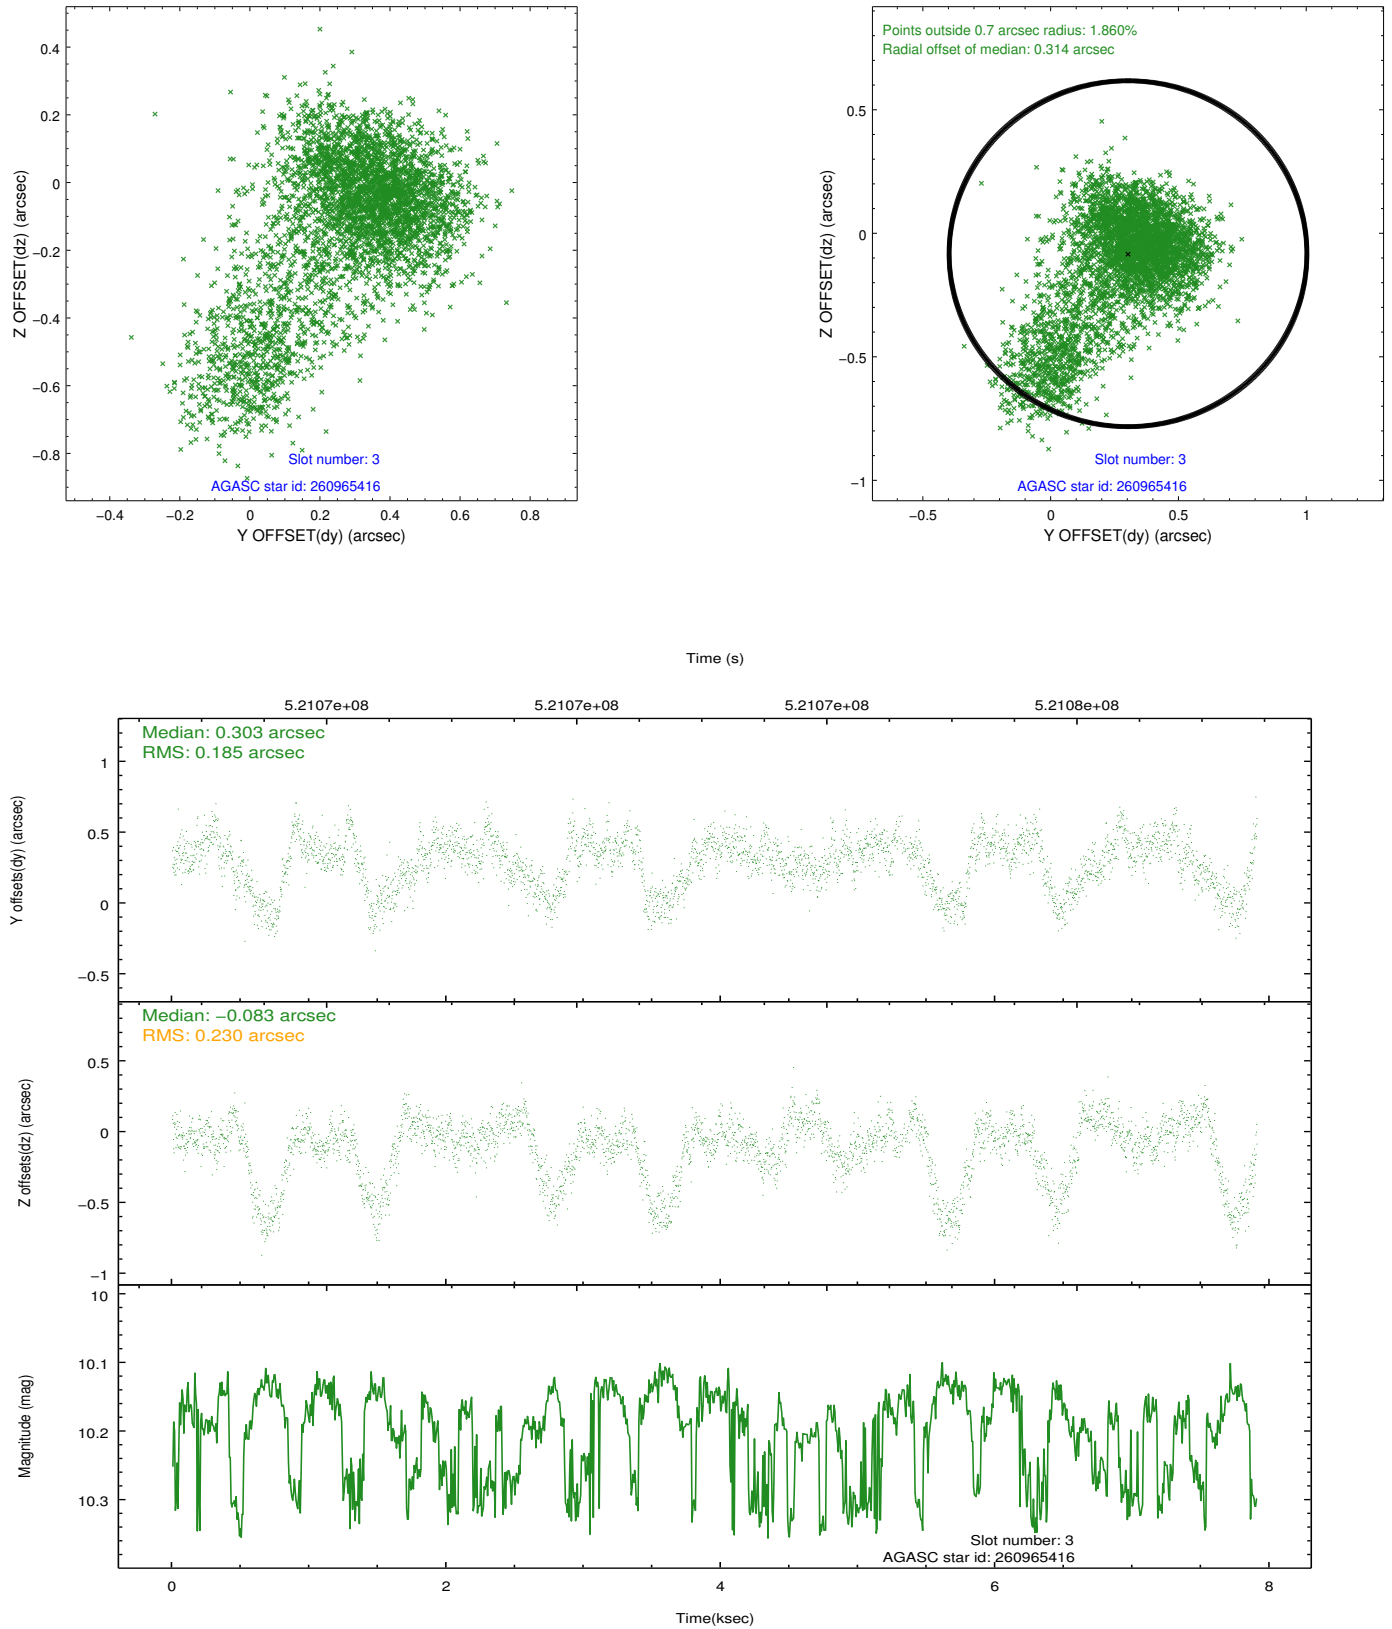 0.4
0.2
0
−0.2
−0.4
−0.6
−0.8
Z OFFSET(dz) (arcsec)
Slot number: 3
AGASC star id: 260965416
−0.4 −0.2 0 0.2 0.4 0.6 0.8
Y OFFSET(dy) (arcsec)
Points outside 0.7 arcsec radius: 1.860%
Radial offset of median: 0.314 arcsec
0.5
0
−0.5
−1
Z OFFSET(dz) (arcsec)
Slot number: 3
AGASC star id: 260965416
−0.5 0 0.5 1
Y OFFSET(dy) (arcsec)
Time (s)
5.2107e+08 5.2107e+08 5.2107e+08 5.2108e+08
Median: 0.303 arcsec
RMS: 0.185 arcsec
1
0.5
0
−0.5
Y offsets(dy) (arcsec)
Median: −0.083 arcsec
RMS: 0.230 arcsec
0.5
0
−0.5
−1
Z offsets(dz) (arcsec)
10
10.1
10.2
10.3
Magnitude (mag)
Slot number: 3
AGASC star id: 260965416
0 2 4 6 8
Time(ksec)